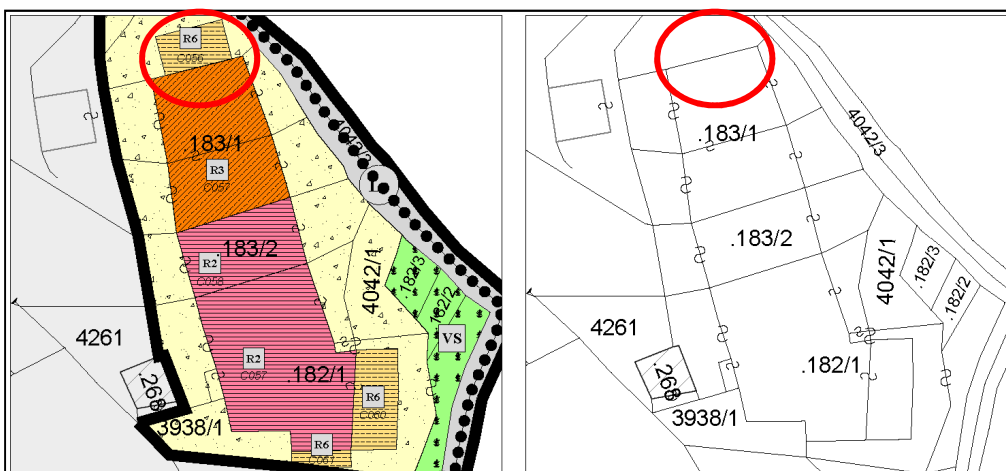 R6
C056
4042/3
.183/1
R3
C057
L
.183/2
R2
C058
4042/1
.182/3
182/2
4261
VS
R2
C057
.182/1
.268
R6
C060
3938/1
R6
C061
.183/1
4042/3
.183/2
4042/1
.182/3
.182/2
4261
.182/1
.268
3938/1